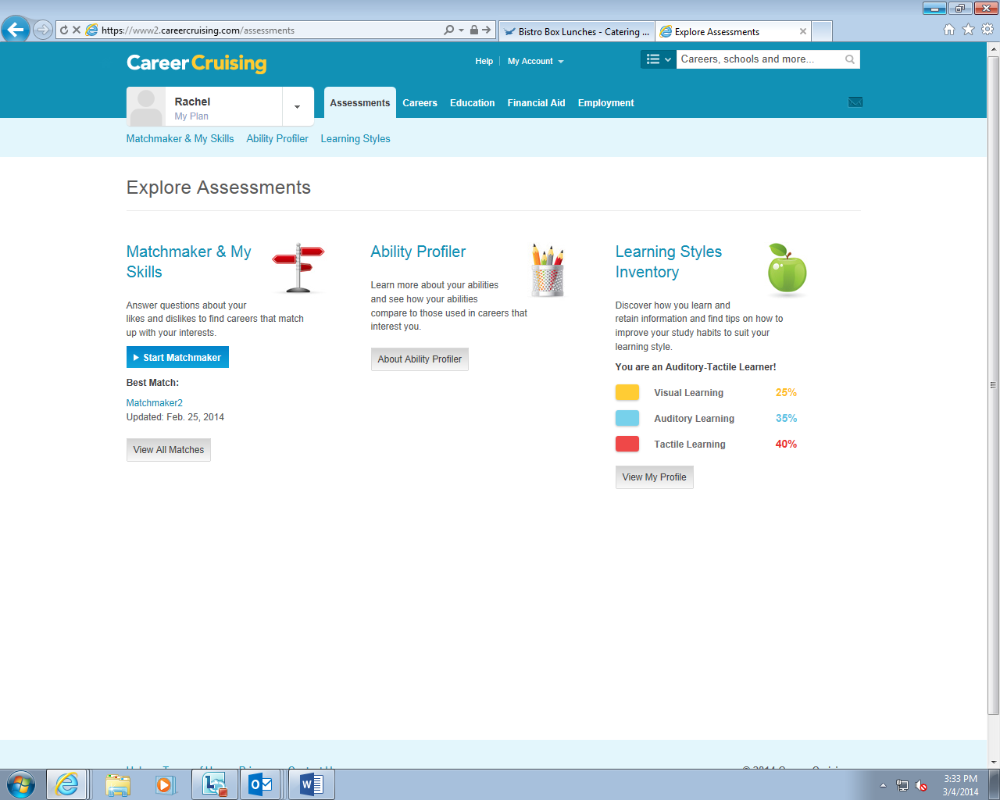 https://www2.careercruising.com/assessments
Bistro Box Lunches - Catering ...
Explore Assessments
Career Cruising
Help
My Account
Careers, schools and more...
Rachel
My Plan
Assessments
Careers
Education
Financial Aid
Employment
Matchmaker & My Skills
Ability Profiler
Learning Styles
Explore Assessments
Matchmaker & My
Skills
Answer questions about your
likes and dislikes to find careers that match
up with your interests.
Start Matchmaker
Best Match:
Matchmaker2
Updated: Feb. 25, 2014
View All Matches
Ability Profiler
Learn more about your abilities
and see how your abilities
compare to those used in careers that
interest you.
About Ability Profiler
Learning Styles
Inventory
Discover how you learn and
retain information and find tips on how to
improve your study habits to suit your
learning style.
You are an Auditory-Tactile Learner!
Visual Learning 25%
Auditory Learning 35%
Tactile Learning 40%
View My Profile
3:33 PM
3/4/2014